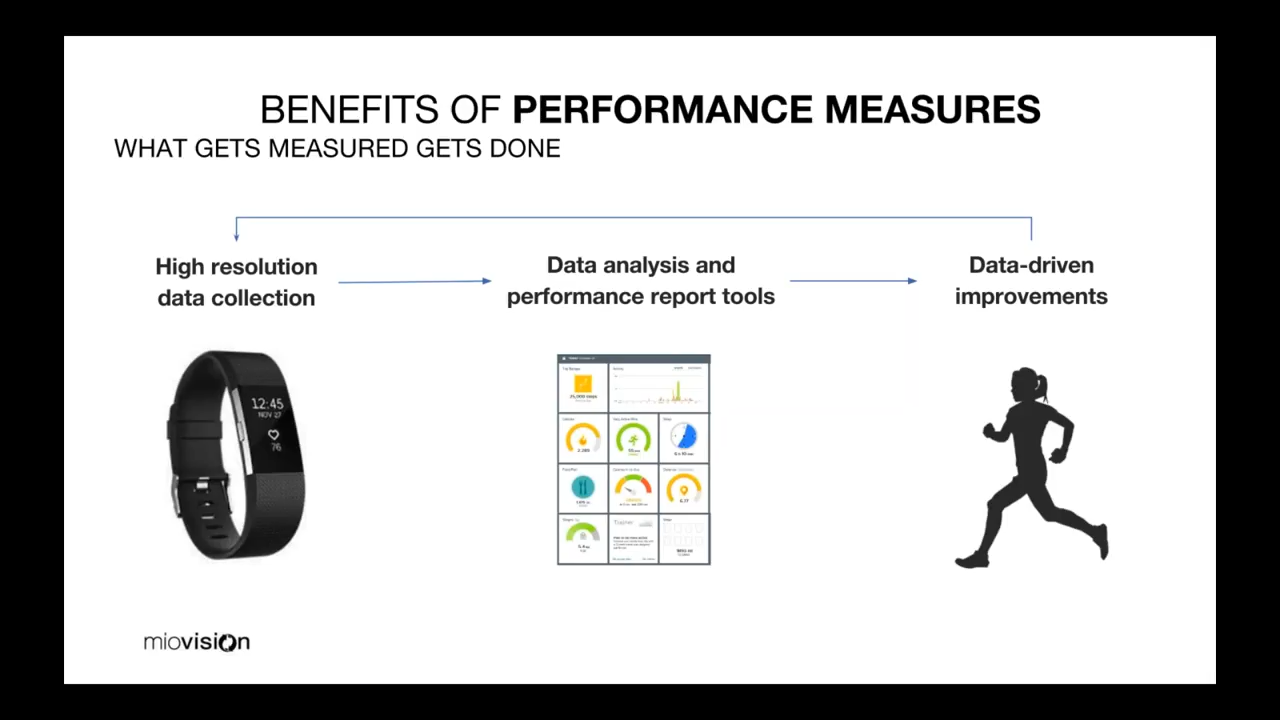 BENEFITS OF PERFORMANCE MEASURES
WHAT GETS MEASURED GETS DONE
High resolution
data collection
Data analysis and
performance report tools
Data-driven
improvements
12:45
NOV 27
76
miovision